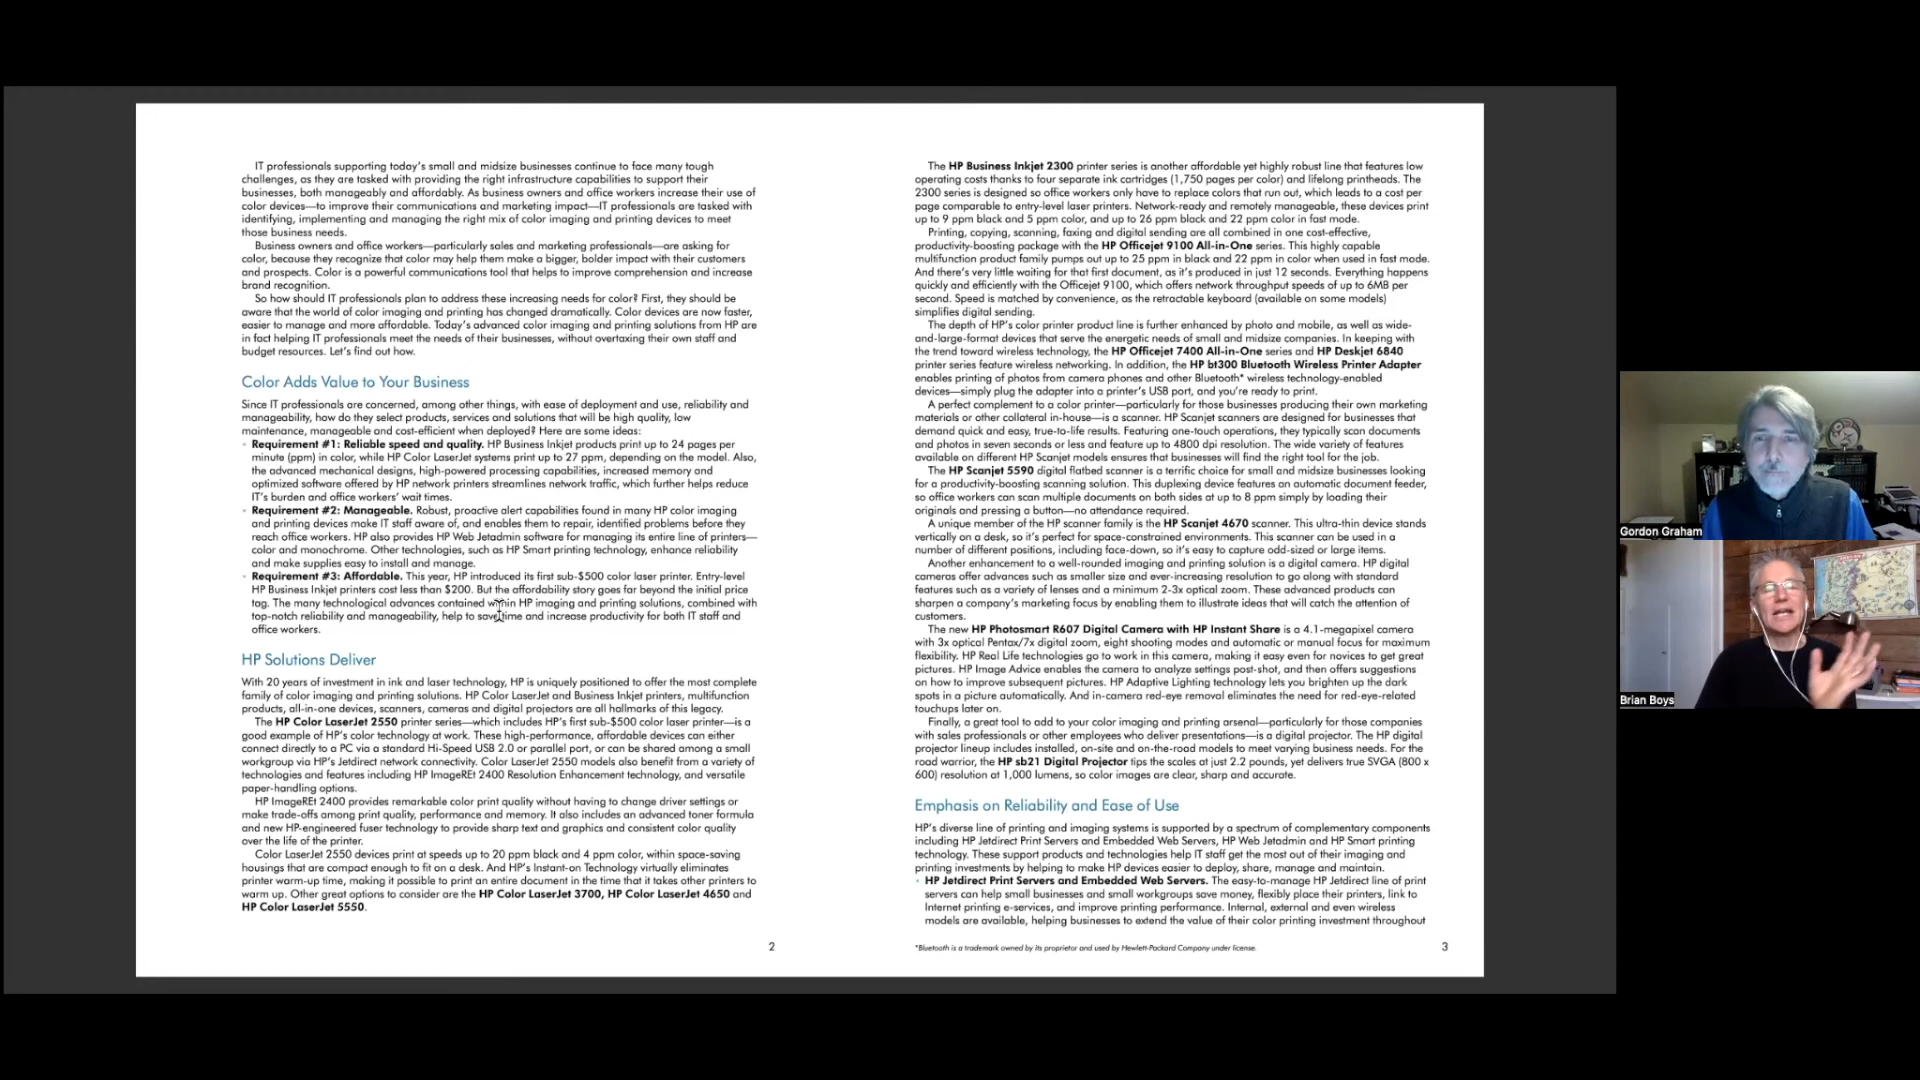 IT professionals supporting today's small and midsize businesses continue to face many tough
challenges, as they are tasked with providing the right infrastructure capabilities to support their
businesses, both manageably and affordably. As business owners and office workers increase their use of
color devices—to improve their communications and marketing impact—IT professionals are tasked with
identifying, implementing and managing the right mix of color imaging and printing devices to meet
those business needs.
Business owners and office workers—particularly sales and marketing professionals—are asking for
color, because they recognize that color may help them make a bigger, bolder impact with their customers
and prospects. Color is a powerful communications tool that helps to improve comprehension and increase
brand recognition.
So how should IT professionals plan to address these increasing needs for color? First, they should be
aware that the world of color imaging and printing has changed dramatically. Color devices are now faster,
easier to manage and more affordable. Today's advanced color imaging and printing solutions from HP are
in fact helping IT professionals meet the needs of their businesses, without overtaxing their own staff and
budget resources. Let's find out how.
Color Adds Value to Your Business
Since IT professionals are concerned, among other things, with ease of deployment and use, reliability and
manageability, how do they select products, services and solutions that will be high quality, low
maintenance, manageable and cost-efficient when deployed? Here are some ideas:
• Requirement #1: Reliable speed and quality. HP Business Inkjet products print up to 24 pages per
minute (ppm) in color, while HP Color LaserJet systems print up to 27 ppm, depending on the model. Also,
the advanced mechanical designs, high-powered processing capabilities, increased memory and
optimized software offered by HP network printers streamlines network traffic, which further helps reduce
IT's burden and office workers' wait times.
• Requirement #2: Manageable. Robust, proactive alert capabilities found in many HP color imaging
and printing devices make IT staff aware of, and enables them to repair, identified problems before they
reach office workers. HP also provides HP Web Jetadmin software for managing its entire line of printers—
color and monochrome. Other technologies, such as HP Smart printing technology, enhance reliability
and make supplies easy to install and manage.
• Requirement #3: Affordable. This year, HP introduced its first sub-$500 color laser printer. Entry-level
HP Business Inkjet printers cost less than $200. But the affordability story goes far beyond the initial price
tag. The many technological advances contained within HP imaging and printing solutions, combined with
top-notch reliability and manageability, help to save time and increase productivity for both IT staff and
office workers.
HP Solutions Deliver
With 20 years of investment in ink and laser technology, HP is uniquely positioned to offer the most complete
family of color imaging and printing solutions. HP Color LaserJet and Business Inkjet printers, multifunction
products, all-in-one devices, scanners, cameras and digital projectors are all hallmarks of this legacy.
The HP Color LaserJet 2550 printer series—which includes HP's first sub-$500 color laser printer—is a
good example of HP's color technology at work. These high-performance, affordable devices can either
connect directly to a PC via a standard Hi-Speed USB 2.0 or parallel port, or can be shared among a small
workgroup via HP's Jetdirect network connectivity. Color LaserJet 2550 models also benefit from a variety of
technologies and features including HP ImageREt 2400 Resolution Enhancement technology, and versatile
paper-handling options.
HP ImageREt 2400 provides remarkable color print quality without having to change driver settings or
make trade-offs among print quality, performance and memory. It also includes an advanced toner formula
and new HP-engineered fuser technology to provide sharp text and graphics and consistent color quality
over the life of the printer.
Color LaserJet 2550 devices print at speeds up to 20 ppm black and 4 ppm color, within space-saving
housings that are compact enough to fit on a desk. And HP's Instant-on Technology virtually eliminates
printer warm-up time, making it possible to print an entire document in the time that it takes other printers to
warm up. Other great options to consider are the HP Color LaserJet 3700, HP Color LaserJet 4650 and
HP Color LaserJet 5550.
2
The HP Business Inkjet 2300 printer series is another affordable yet highly robust line that features low
operating costs thanks to four separate ink cartridges (1,750 pages per color) and lifelong printheads. The
2300 series is designed so office workers only have to replace colors that run out, which leads to a cost per
page comparable to entry-level laser printers. Network-ready and remotely manageable, these devices print
up to 9 ppm black and 5 ppm color, and up to 26 ppm black and 22 ppm color in fast mode.
Printing, copying, scanning, faxing and digital sending are all combined in one cost-effective,
productivity-boosting package with the HP Officejet 9100 All-in-One series. This highly capable
multifunction product family pumps out up to 25 ppm in black and 22 ppm in color when used in fast mode.
And there's very little waiting for that first document, as it's produced in just 12 seconds. Everything happens
quickly and efficiently with the Officejet 9100, which offers network throughput speeds of up to 6MB per
second. Speed is matched by convenience, as the retractable keyboard (available on some models)
simplifies digital sending.
The depth of HP's color printer product line is further enhanced by photo and mobile, as well as wide-
and-large-format devices that serve the energetic needs of small and midsize companies. In keeping with
the trend toward wireless technology, the HP Officejet 7400 All-in-One series and HP Deskjet 6840
printer series feature wireless networking. In addition, the HP bt300 Bluetooth Wireless Printer Adapter
enables printing of photos from camera phones and other Bluetooth* wireless technology-enabled
devices—simply plug the adapter into a printer's USB port, and you're ready to print.
A perfect complement to a color printer—particularly for those businesses producing their own marketing
materials or other collateral in-house—is a scanner. HP Scanjet scanners are designed for businesses that
demand quick and easy, true-to-life results. Featuring one-touch operations, they typically scan documents
and photos in seven seconds or less and feature up to 4800 dpi resolution. The wide variety of features
available on different HP Scanjet models ensures that businesses will find the right tool for the job.
The HP Scanjet 5590 digital flatbed scanner is a terrific choice for small and midsize businesses looking
for a productivity-boosting scanning solution. This duplexing device features an automatic document feeder,
so office workers can scan multiple documents on both sides at up to 8 ppm simply by loading their
originals and pressing a button—no attendance required.
A unique member of the HP scanner family is the HP Scanjet 4670 scanner. This ultra-thin device stands
vertically on a desk, so it's perfect for space-constrained environments. This scanner can be used in a
number of different positions, including face-down, so it's easy to capture odd-sized or large items.
Another enhancement to a well-rounded imaging and printing solution is a digital camera. HP digital
cameras offer advances such as smaller size and ever-increasing resolution to go along with standard
features such as a variety of lenses and a minimum 2-3x optical zoom. These advanced products can
sharpen a company's marketing focus by enabling them to illustrate ideas that will catch the attention of
customers.
The new HP Photosmart R607 Digital Camera with HP Instant Share is a 4.1-megapixel camera
with 3x optical Pentax/7x digital zoom, eight shooting modes and automatic or manual focus for maximum
flexibility. HP Real Life technologies go to work in this camera, making it easy even for novices to get great
pictures. HP Image Advice enables the camera to analyze settings post-shot, and then offers suggestions
on how to improve subsequent pictures. HP Adaptive Lighting technology lets you brighten up the dark
spots in a picture automatically. And in-camera red-eye removal eliminates the need for red-eye-related
touchups later on.
Finally, a great tool to add to your color imaging and printing arsenal—particularly for those companies
with sales professionals or other employees who deliver presentations—is a digital projector. The HP digital
projector lineup includes installed, on-site and on-the-road models to meet varying business needs. For the
road warrior, the HP sb21 Digital Projector tips the scales at just 2.2 pounds, yet delivers true SVGA (800 x
600) resolution at 1,000 lumens, so color images are clear, sharp and accurate.
Emphasis on Reliability and Ease of Use
HP's diverse line of printing and imaging systems is supported by a spectrum of complementary components
including HP Jetdirect Print Servers and Embedded Web Servers, HP Web Jetadmin and HP Smart printing
technology. These support products and technologies help IT staff get the most out of their imaging and
printing investments by helping to make HP devices easier to deploy, share, manage and maintain.
• HP Jetdirect Print Servers and Embedded Web Servers. The easy-to-manage HP Jetdirect line of print
servers can help small businesses and small workgroups save money, flexibly place their printers, link to
Internet printing e-services, and improve printing performance. Internal, external and even wireless
models are available, helping businesses to extend the value of their color printing investment throughout
*Bluetooth is a trademark owned by its proprietor and used by Hewlett-Packard Company under license.
3
Gordon Graham
Brian Boys